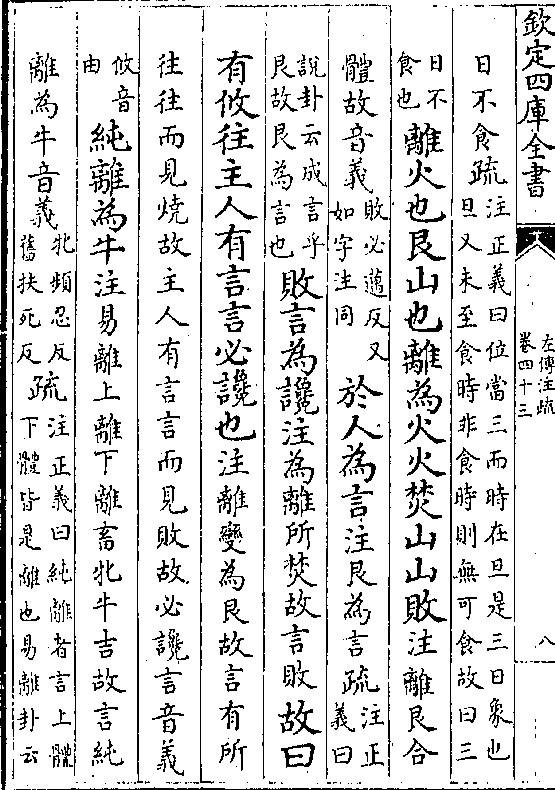 欽定四庫全書
左傳注疏
卷四十三
八
日不食疏注正義曰位當三而時在旦是三日象也
旦又未至食時非食時則無可食故曰三
日不
食也
離火也艮山也離為火火焚山山敗注離艮合
體故音義敗必邁反又
如字注同
於人為言注艮為言疏注正
義曰
說卦云成言乎
艮故艮為言也
敗言為讒注為離所焚故言敗故曰
有攸往主人有言言必讒也注離變為艮故言有所
往往而見燒故主人有言言而見敗故必讒言音義
攸音
由
純離為牛注易離上離下離畜牝牛吉故言純
離為牛音義牝頻忍反
舊扶死反
疏注正義曰純離者言上體
下體皆是離也易離卦云